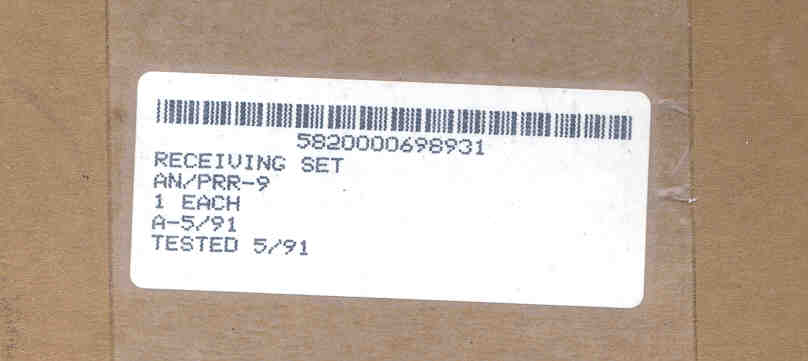 5820000698931
RECEIVING SET
AN/PRR-9
1 EACH
A-5/91
TESTED 5/91